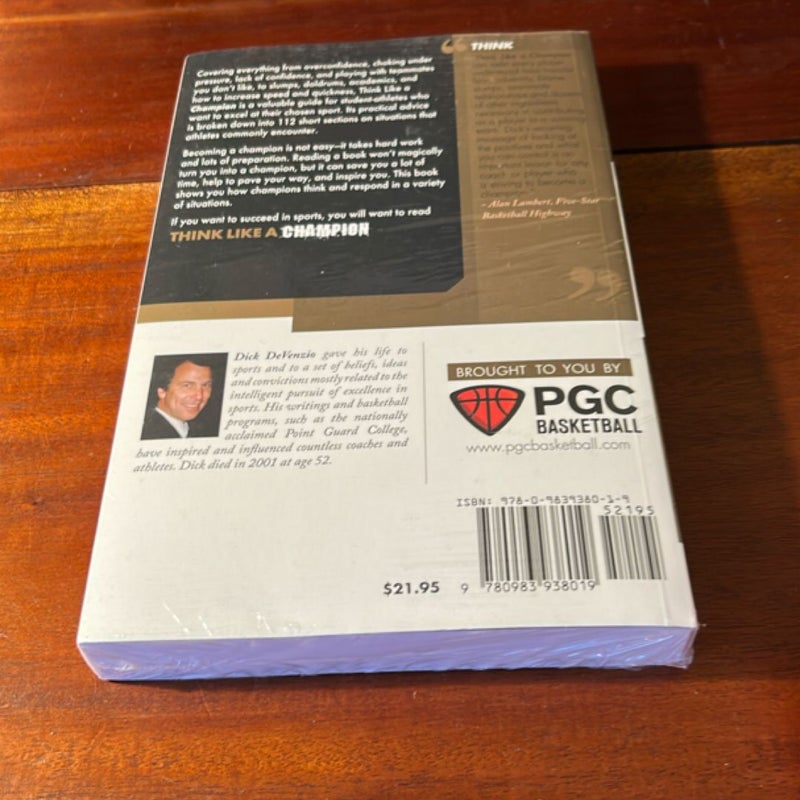 Covering everything from overconfidence, choking under
pressure, lack of confidence, and playing with teammates
you don't like, to slumps, doldrums, academics, and
how to increase speed and quickness, Think Like a
Champion is a valuable guide for student-athletes who
want to excel at their chosen sport. Its practical advice
is broken down into 112 short sections on situations that
athletes commonly encounter.
Becoming a champion is not easy—it takes hard work
and lots of preparation. Reading a book won't magically
turn you into a champion, but it can save you a lot of
time, help to pave your way, and inspire you. This book
shows you how champions think and respond in a variety
of situations.
If you want to succeed in sports, you will want to read
THINK LIKE A CHAMPION
“ THINK
- Alan Lambert, Five-Star
Basketball Highway
”
Dick DeVenzio gave his life to
sports and to a set of beliefs, ideas
and convictions mostly related to the
intelligent pursuit of excellence in
sports. His writings and basketball
programs, such as the nationally
acclaimed Point Guard College,
have inspired and influenced countless coaches and
athletes. Dick died in 2001 at age 52.
BROUGHT TO YOU BY
PGC
BASKETBALL
www.pgcbasketball.com
ISBN: 978-0-9839380-1-9
52195
$21.95
9 780983 938019